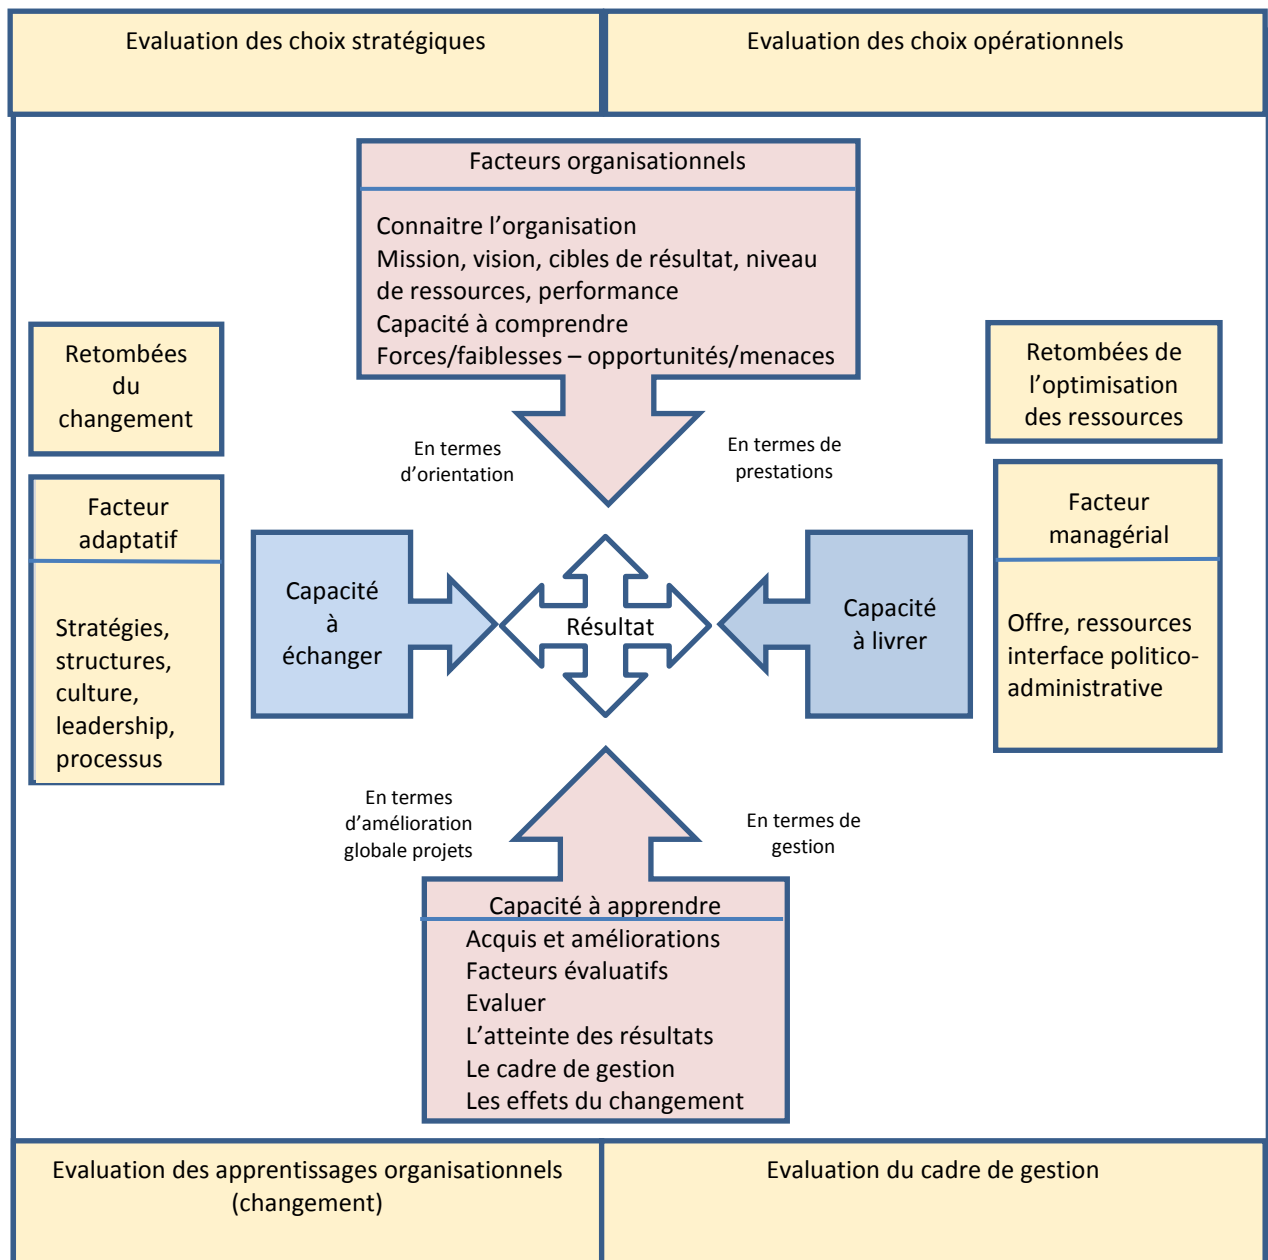 Evaluation des choix stratégiques
Evaluation des choix opérationnels
Facteurs organisationnels
Connaitre l’organisation
Mission, vision, cibles de résultat, niveau
de ressources, performance
Capacité à comprendre
Forces/faiblesses – opportunités/menaces
Retombées
du
changement
Retombées de
l’optimisation
des ressources
En termes
d’orientation
En termes de
prestations
Facteur
adaptatif
Stratégies,
structures,
culture,
leadership,
processus
Capacité
à
échanger
Résultat
Capacité
à livrer
Facteur
managérial
Offre, ressources
interface politico-
administrative
En termes
d’amélioration
globale projets
En termes de
gestion
Capacité à apprendre
Acquis et améliorations
Facteurs évaluatifs
Evaluer
L’atteinte des résultats
Le cadre de gestion
Les effets du changement
Evaluation des apprentissages organisationnels
(changement)
Evaluation du cadre de gestion